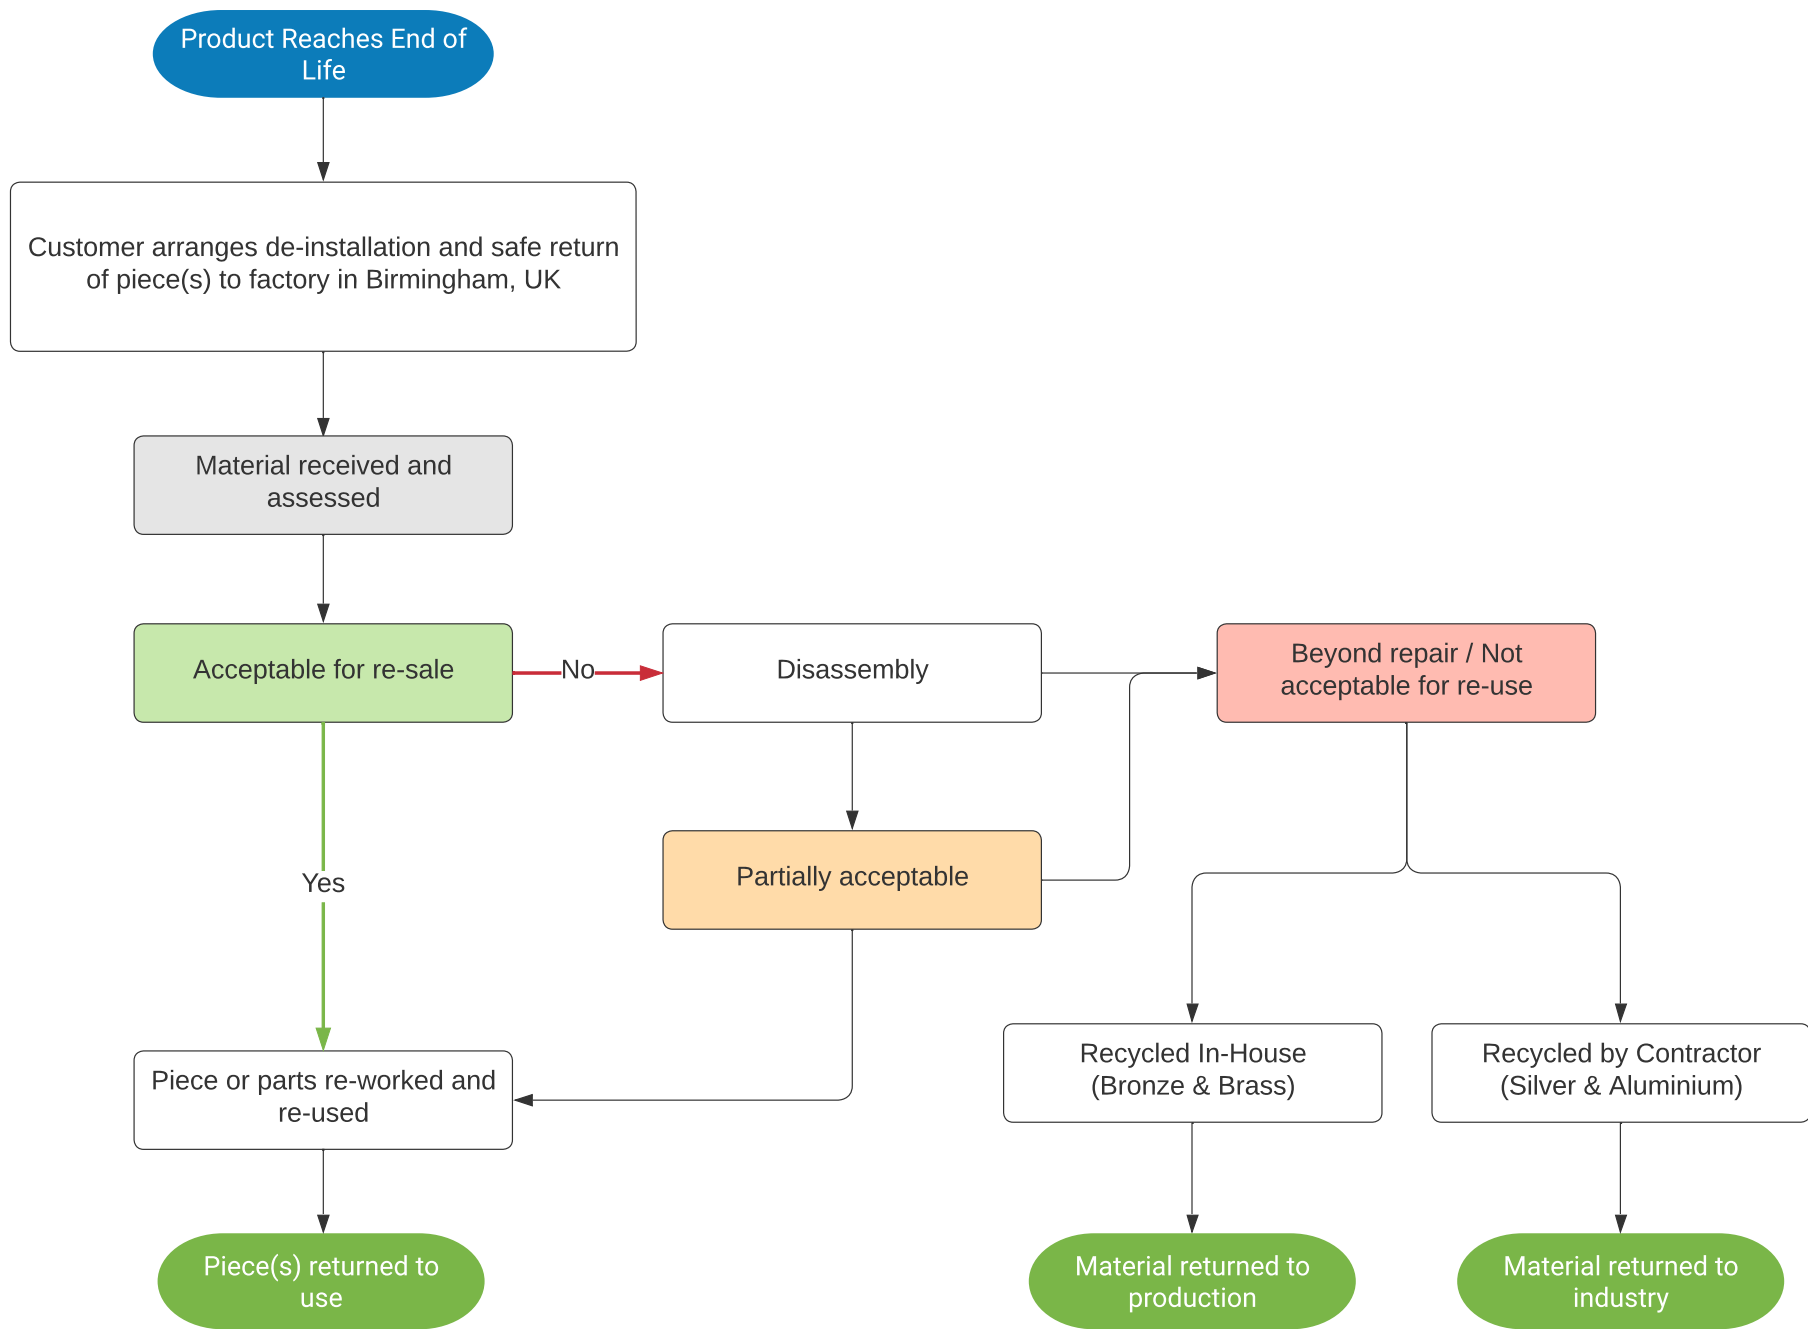 Product Reaches End of
Life
Customer arranges de-installation and safe return
of piece(s) to factory in Birmingham, UK
Material received and
assessed
Acceptable for re-sale
No
Disassembly
Beyond repair / Not
acceptable for re-use
Yes
Partially acceptable
Piece or parts re-worked and
re-used
Recycled In-House
(Bronze & Brass)
Recycled by Contractor
(Silver & Aluminium)
Piece(s) returned to
use
Material returned to
production
Material returned to
industry